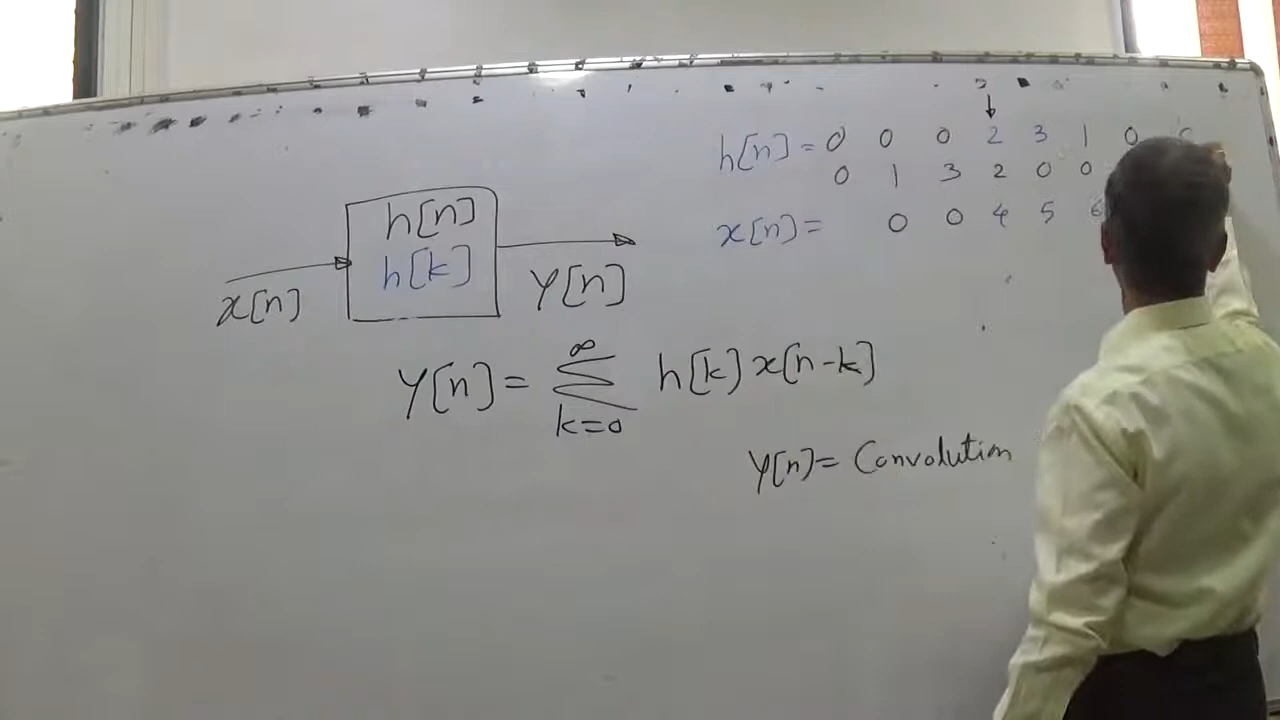 h[n] = 0 0 0 2 3 1 0
0 1 3 2 0 0
x[n] = 0 0 4 5 6
h[n]
h[k]
x[n]
y[n]
y[n] = ∞ Σ k=0 h[k] x[n-k]
y[n] = Convolution